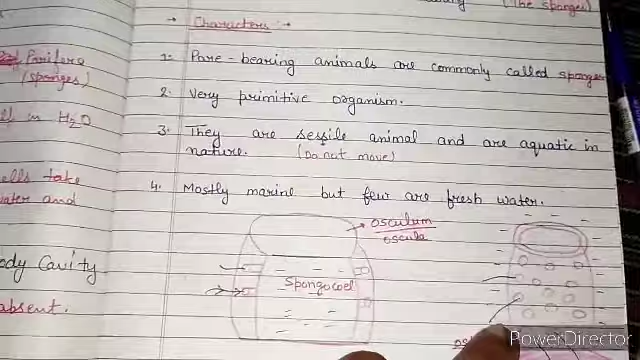 (The sponges)
→ Characters :→
Porifera
(sponges)
1. Pore-bearing animals are commonly called sponges
2. Very primitive organism.
in H2O
3. They are sessile animal and are aquatic in
nature. (Do not move)
cells take
water and
4. Mostly marine but few are fresh water.
osculum
oscula
ody Cavity
Spongocoel
absent.
PowerDirector